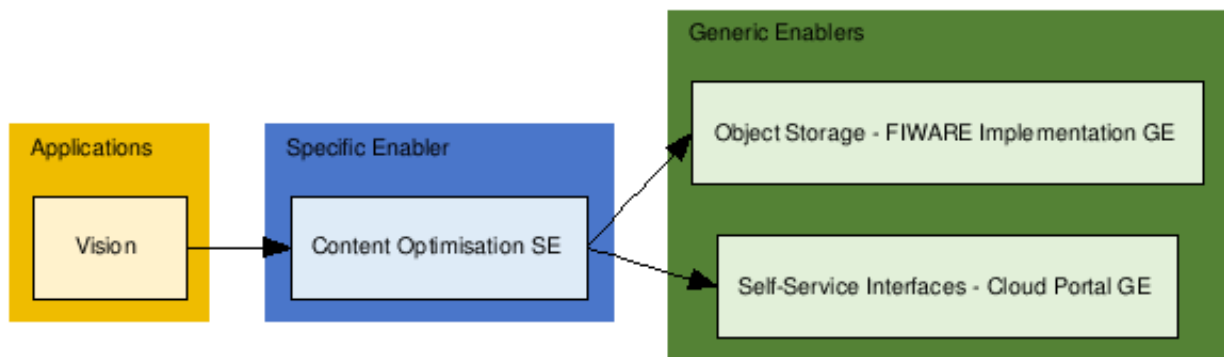 Applications
Vision
Specific Enabler
Content Optimisation SE
Generic Enablers
Object Storage - FIWARE Implementation GE
Self-Service Interfaces - Cloud Portal GE